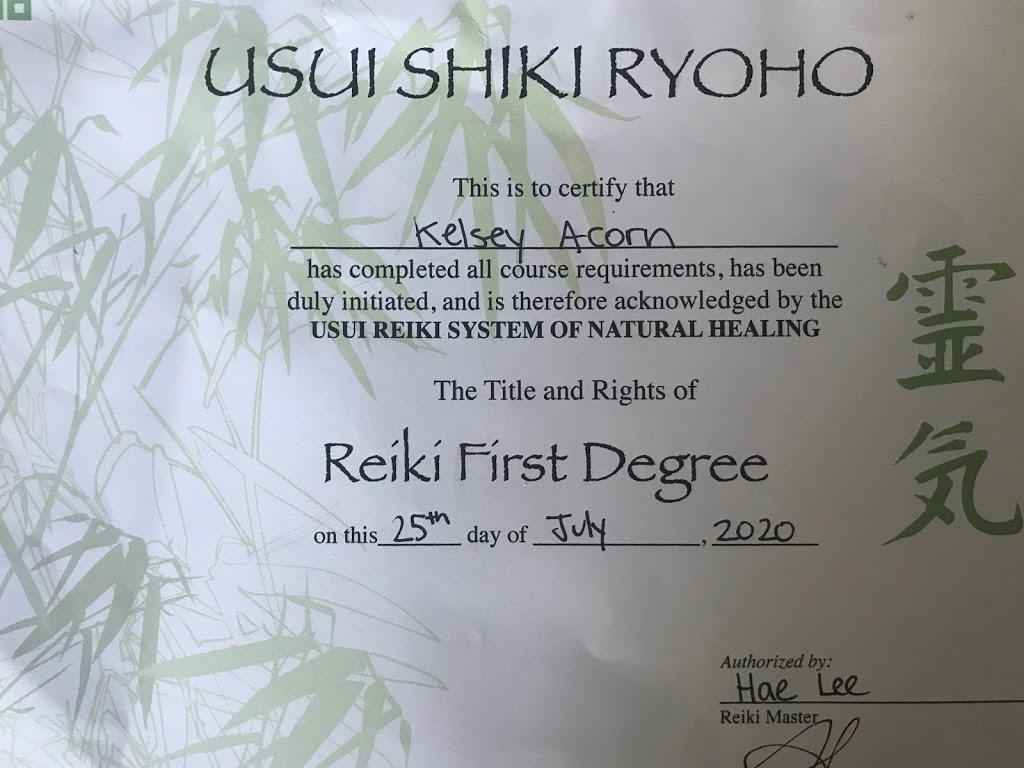 USUI SHIKI RYOHO
This is to certify that
Kelsey Acorn
has completed all course requirements, has been
duly initiated, and is therefore acknowledged by the
USUI REIKI SYSTEM OF NATURAL HEALING
The Title and Rights of
Reiki First Degree
on this 25th day of July, 2020
霊気
Authorized by:
Hae Lee
Reiki Master